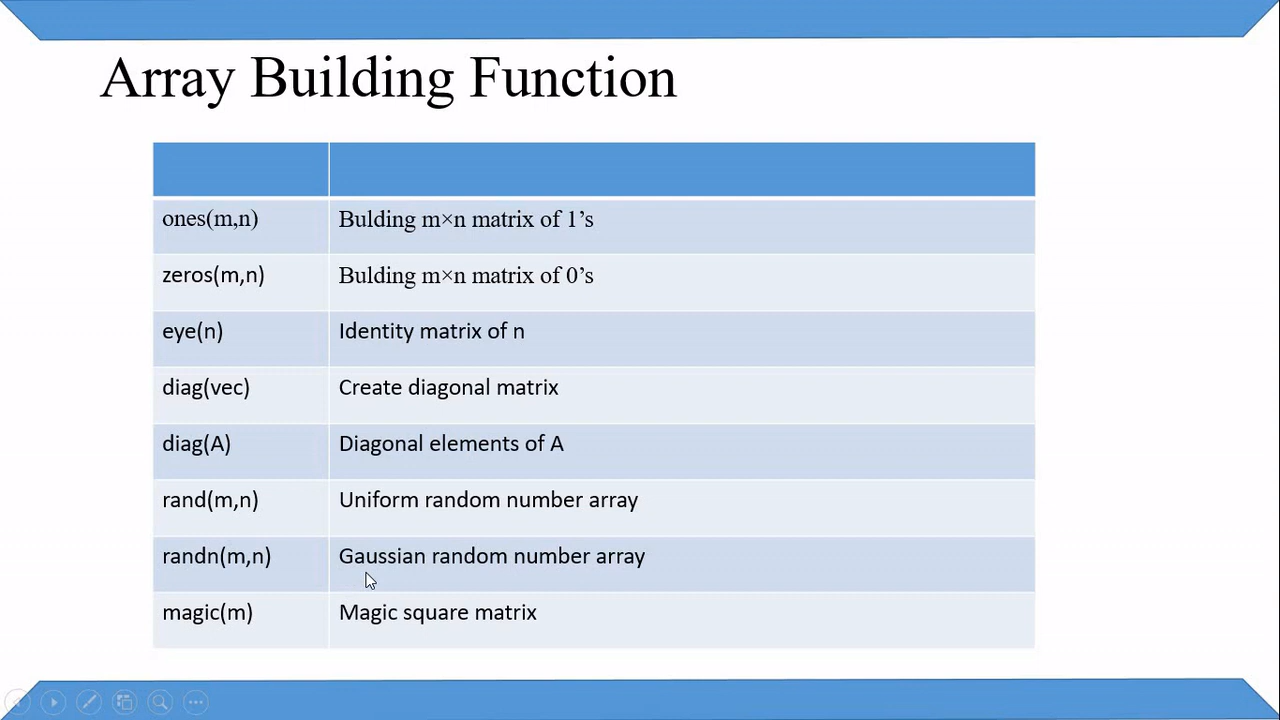 Array Building Function
ones(m,n) Bulding m×n matrix of 1’s
zeros(m,n) Bulding m×n matrix of 0’s
eye(n) Identity matrix of n
diag(vec) Create diagonal matrix
diag(A) Diagonal elements of A
rand(m,n) Uniform random number array
randn(m,n) Gaussian random number array
magic(m) Magic square matrix